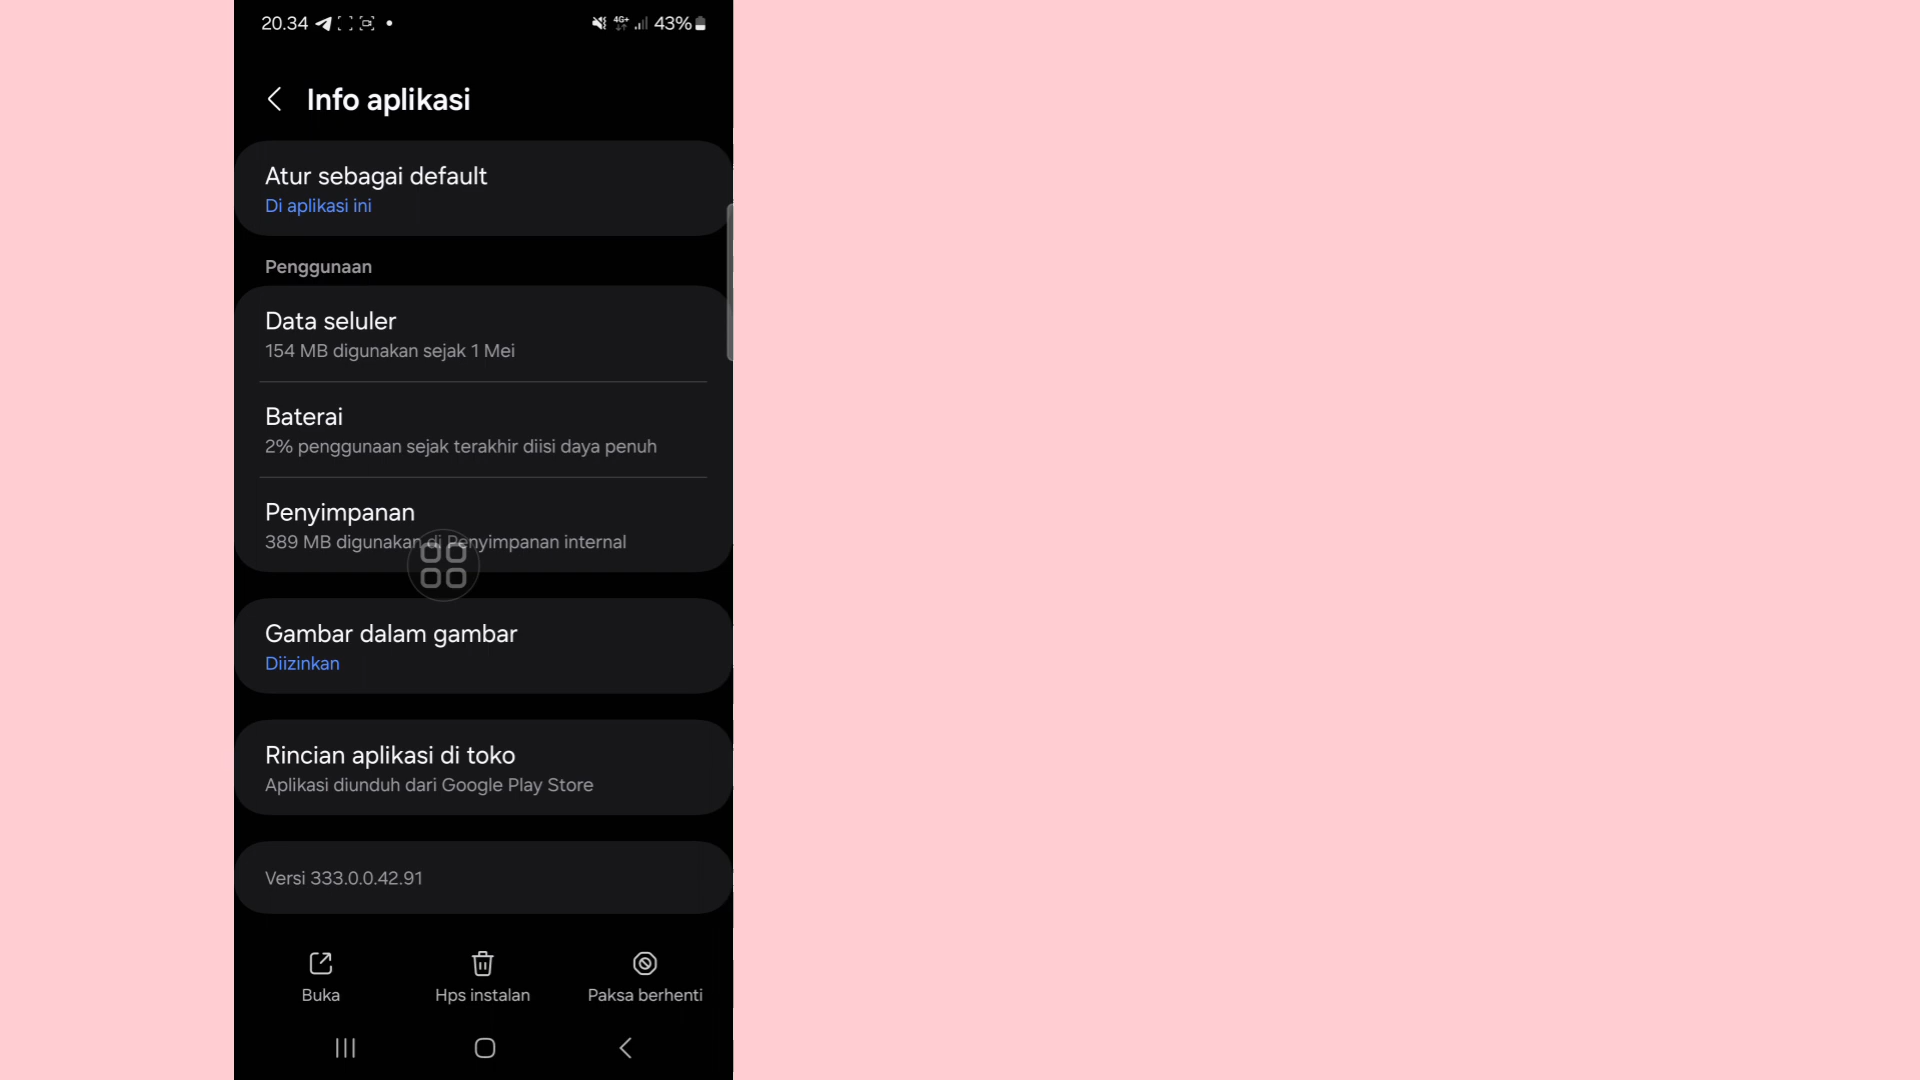 20.34 4G+ 43%
Info aplikasi
Atur sebagai default
Di aplikasi ini
Penggunaan
Data seluler
154 MB digunakan sejak 1 Mei
Baterai
2% penggunaan sejak terakhir diisi daya penuh
Penyimpanan
389 MB digunakan di Penyimpanan internal
Gambar dalam gambar
Diizinkan
Rincian aplikasi di toko
Aplikasi diunduh dari Google Play Store
Versi 333.0.0.42.91
Buka Hps instalan Paksa berhenti